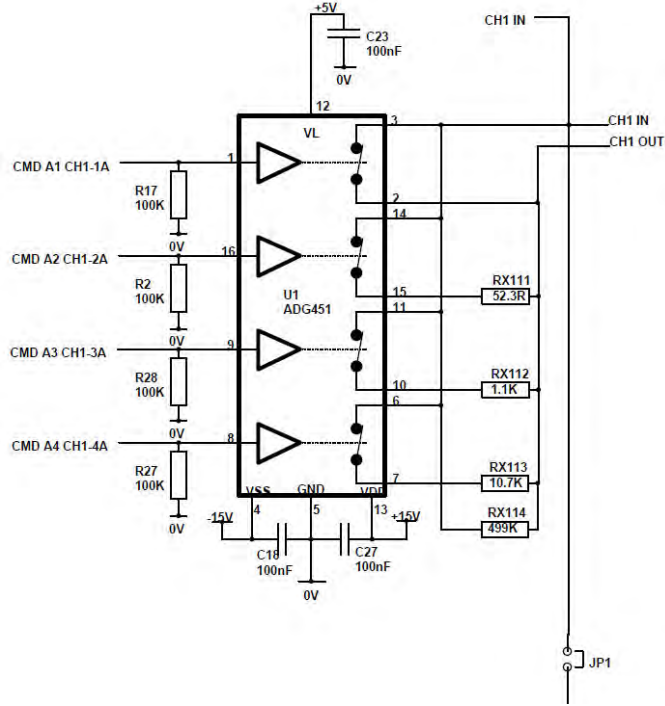 +5V
CH1 IN
C23
100nF
0V
12
VL
3
CH1 IN
CH1 OUT
CMD A1 CH1-1A
1
2
R17
100K
14
0V
CMD A2 CH1-2A
16
R2
100K
U1
ADG451
15
RX111
52.3R
11
0V
CMD A3 CH1-3A
9
R28
100K
10
RX112
1.1K
6
0V
CMD A4 CH1-4A
8
R27
100K
7
RX113
10.7K
VSS
GND
VDD
RX114
499K
-15V
4
5
13
+15V
0V
C18
100nF
C27
100nF
0V
JP1